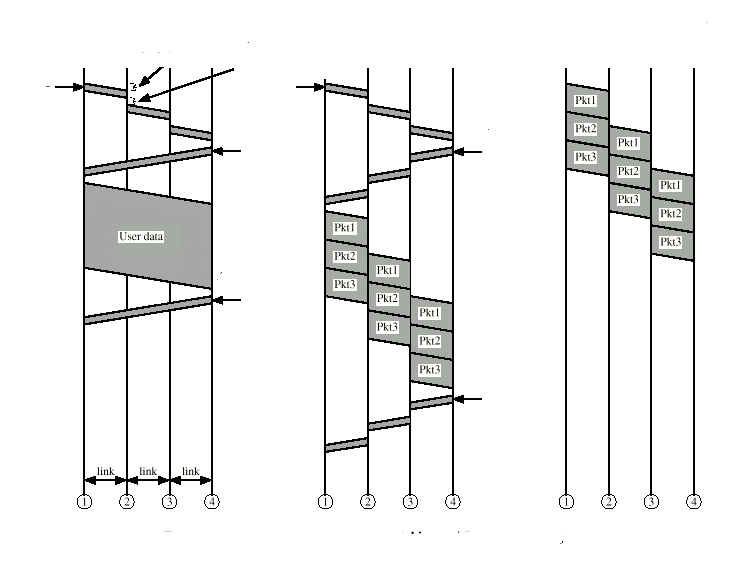 Pkt1
Pkt2
Pkt3
Pkt1
Pkt2
Pkt3
Pkt1
Pkt2
Pkt3
User data
Pkt1
Pkt2
Pkt3
Pkt1
Pkt2
Pkt3
Pkt1
Pkt2
Pkt3
link link link
1 2 3 4 1 2 3 4 1 2 3 4